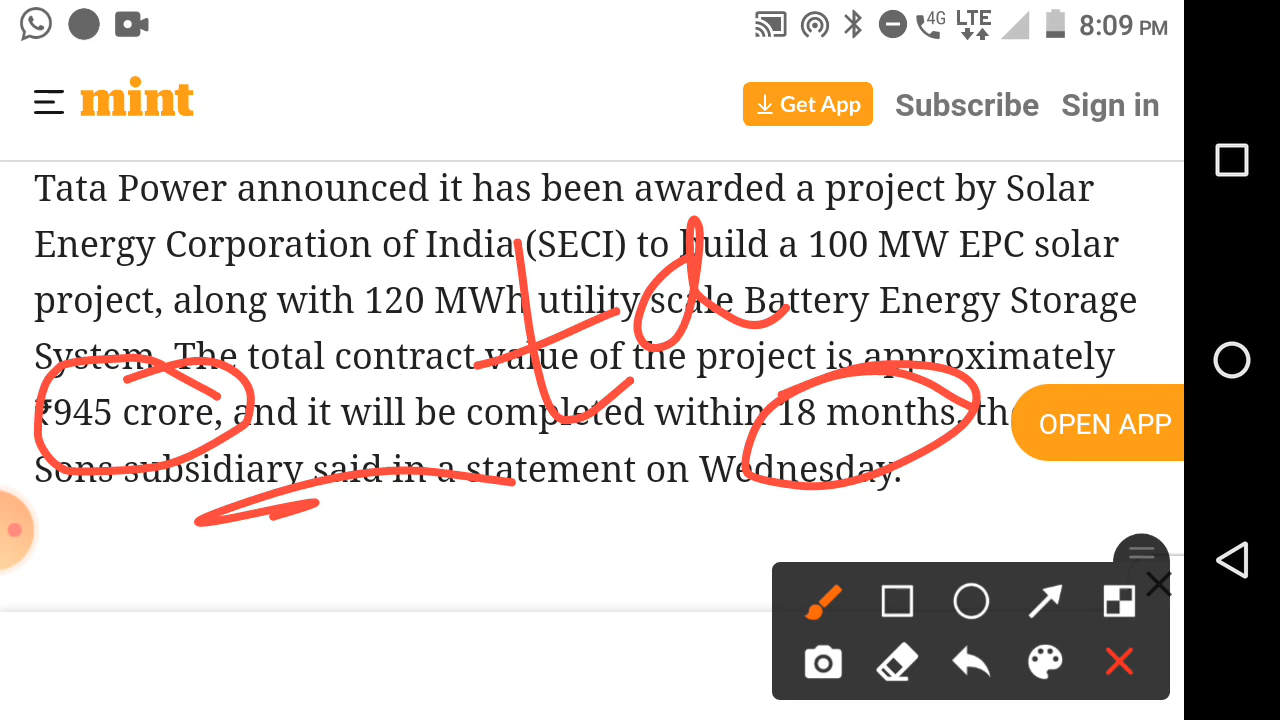 4G LTE 8:09 PM
mint Get App Subscribe Sign in
Tata Power announced it has been awarded a project by Solar
Energy Corporation of India (SECI) to build a 100 MW EPC solar
project, along with 120 MWh utility scale Battery Energy Storage
System. The total contract value of the project is approximately
₹945 crore, and it will be completed within 18 months, the
OPEN APP
Sons subsidiary said in a statement on Wednesday.
td